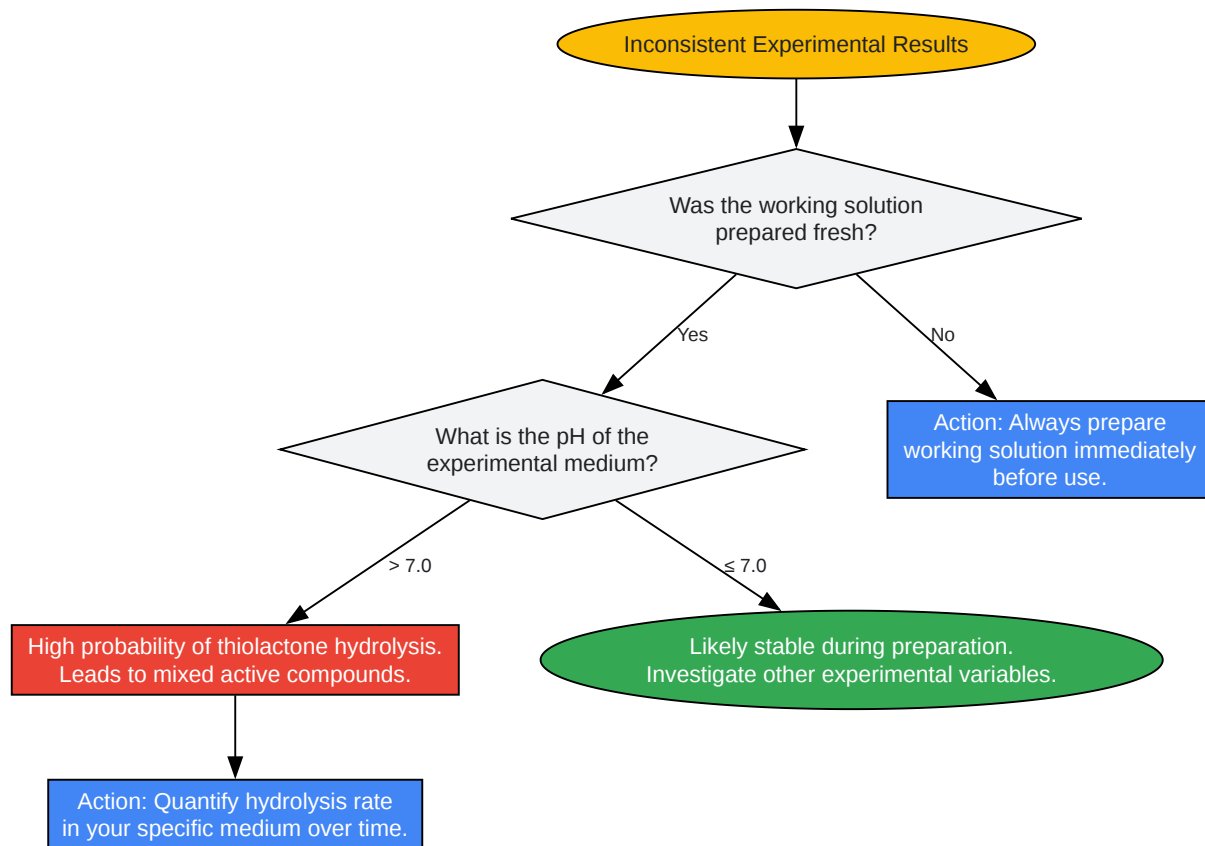 Inconsistent Experimental Results
Was the working solution
prepared fresh?
Yes
No
What is the pH of the
experimental medium?
Action: Always prepare
working solution immediately
before use.
> 7.0
≤ 7.0
High probability of thiolactone hydrolysis.
Leads to mixed active compounds.
Likely stable during preparation.
Investigate other experimental variables.
Action: Quantify hydrolysis rate
in your specific medium over time.